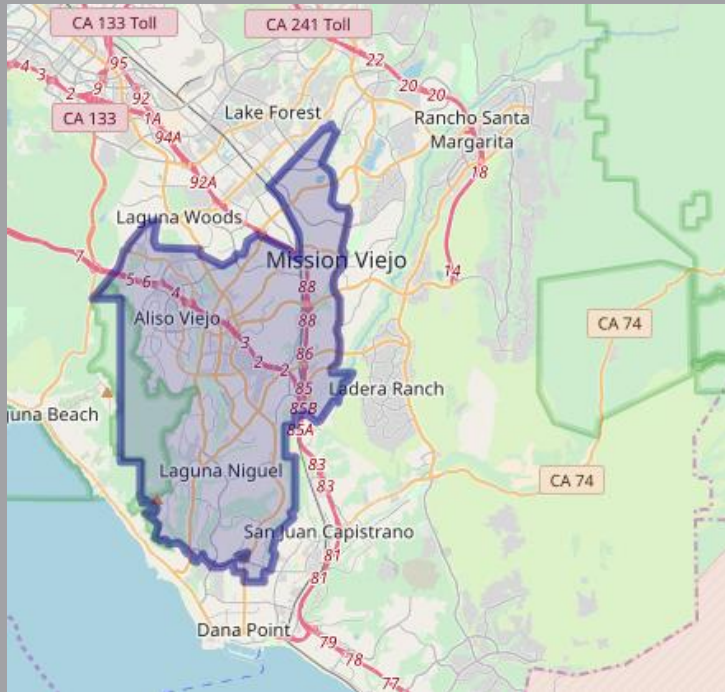 CA 133 Toll
CA 241 Toll
22
4
3
95
9
2
92
20
20
1A
CA 133
Lake Forest
Rancho Santa
Margarita
94A
18
92A
Laguna Woods
7
Mission Viejo
14
5
6
4
88
Aliso Viejo
88
CA 74
3
2
86
2
85
Ladera Ranch
85B
guna Beach
85A
83
Laguna Niguel
83
CA 74
San Juan Capistrano
81
81
Dana Point
79
78
77